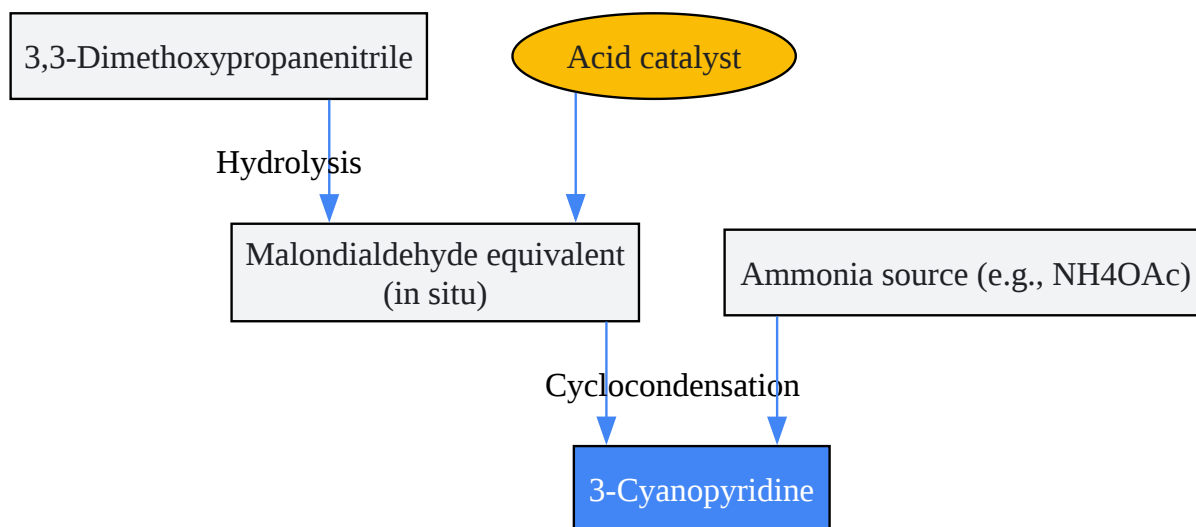 3,3-Dimethoxypropanenitrile
Acid catalyst
Hydrolysis
Malondialdehyde equivalent
(in situ)
Ammonia source (e.g., NH4OAc)
Cyclocondensation
3-Cyanopyridine